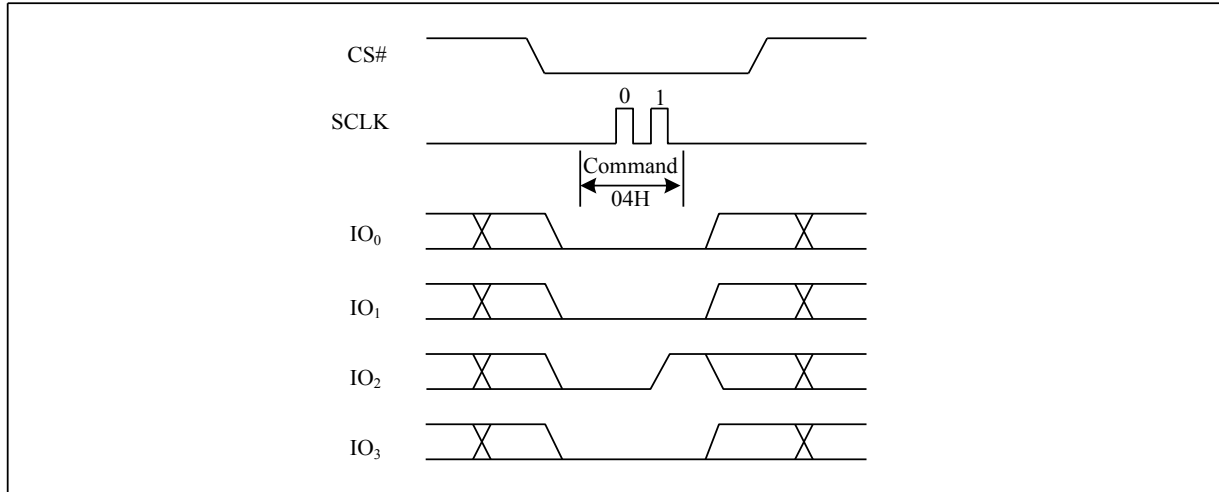 CS#
0 1
SCLK
Command
04H
IO₀
IO₁
IO₂
IO₃